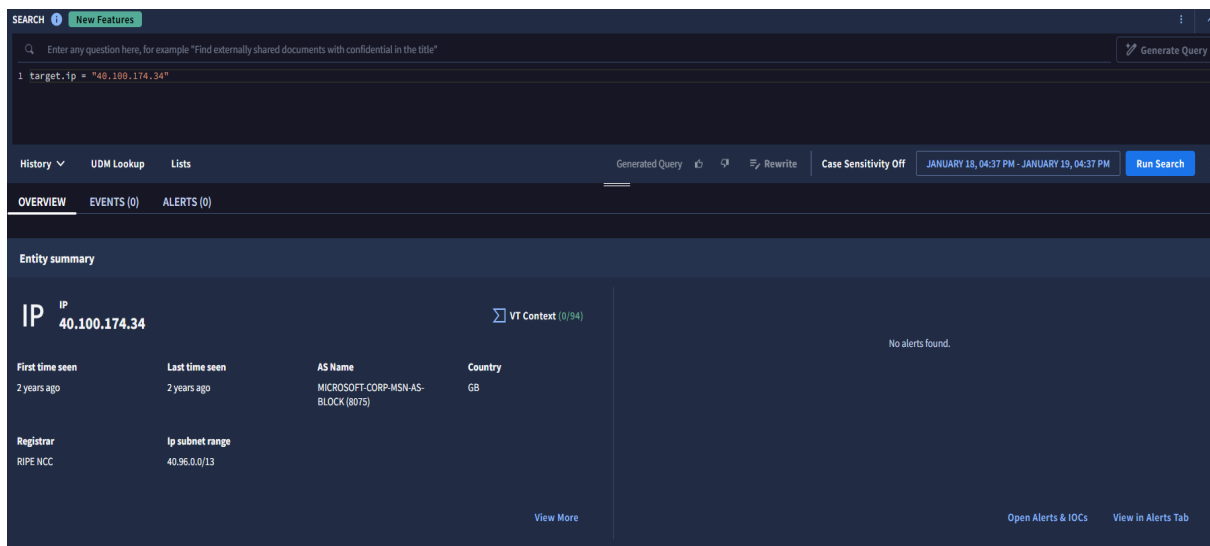 SEARCH i New Features
Enter any question here, for example "Find externally shared documents with confidential in the title"
Generate Query
1 target.ip = "40.100.174.34"
History UDM Lookup Lists
Generated Query Rewrite Case Sensitivity Off JANUARY 18, 04:37 PM - JANUARY 19, 04:37 PM Run Search
OVERVIEW EVENTS (0) ALERTS (0)
Entity summary
IP
IP
40.100.174.34
VT Context (0/94)
First time seen Last time seen AS Name Country
2 years ago 2 years ago MICROSOFT-CORP-MSN-AS- GB
BLOCK (8075)
Registrar Ip subnet range
RIPE NCC 40.96.0.0/13
View More
No alerts found.
Open Alerts & IOCs View in Alerts Tab